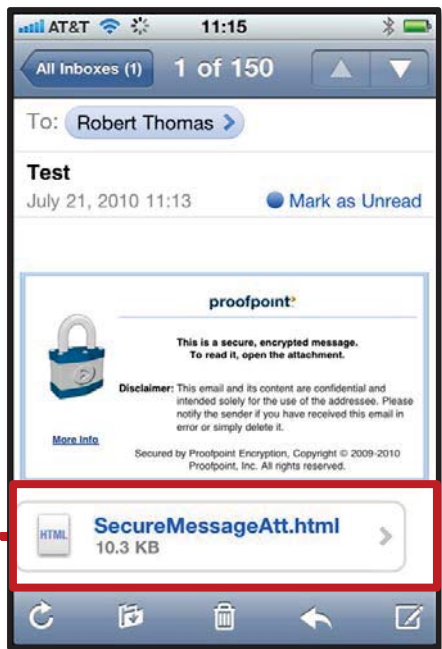 AT&T 11:15
All Inboxes (1) 1 of 150
To: Robert Thomas
Test
July 21, 2010 11:13 Mark as Unread
proofpoint
This is a secure, encrypted message.
To read it, open the attachment.
Disclaimer: This email and its content are confidential and
intended solely for the use of the addressee. Please
notify the sender if you have received this email in
error or simply delete it.
More Info
Secured by Proofpoint Encryption, Copyright © 2009-2010
Proofpoint, Inc. All rights reserved.
HTML SecureMessageAtt.html
10.3 KB